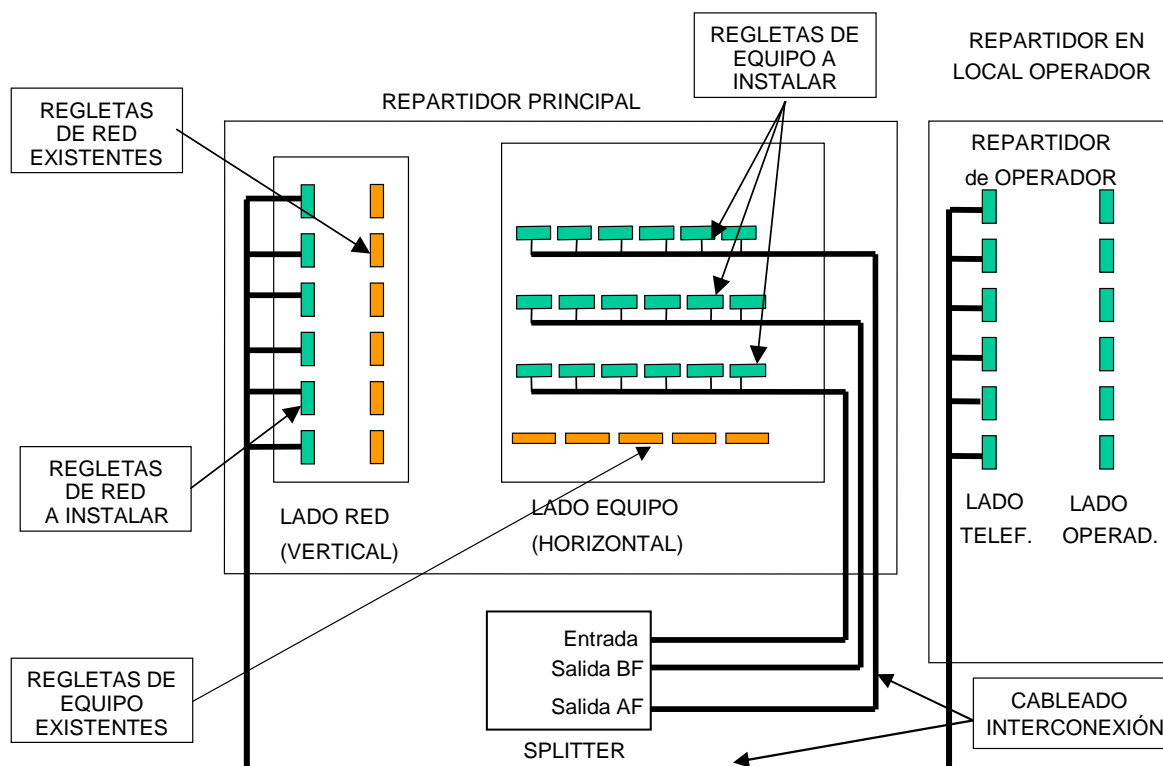 REGLETAS DE
EQUIPO A
INSTALAR
REPARTIDOR EN
LOCAL OPERADOR
REPARTIDOR PRINCIPAL
REGLETAS
DE RED
EXISTENTES
REPARTIDOR
de OPERADOR
REGLETAS
DE RED
A INSTALAR
LADO RED
(VERTICAL)
LADO EQUIPO
(HORIZONTAL)
LADO
TELEF.
LADO
OPERAD.
Entrada
Salida BF
Salida AF
SPLITTER
REGLETAS DE
EQUIPO
EXISTENTES
CABLEADO
INTERCONEXIÓN